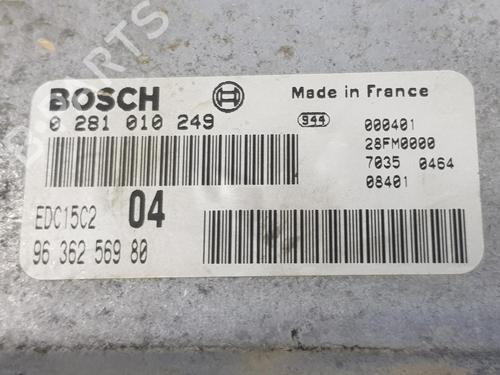 BOSCH
Made in France
0 281 010 249
944
000401
28FM0000
7035 0464
08401
EDC15C2 04
96 362 569 80